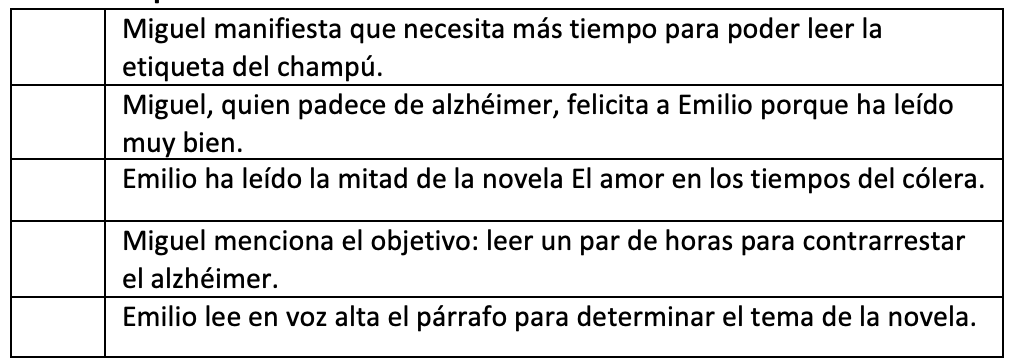 Miguel manifiesta que necesita más tiempo para poder leer la
etiqueta del champú.
Miguel, quien padece de alzhéimer, felicita a Emilio porque ha leído
muy bien.
Emilio ha leído la mitad de la novela El amor en los tiempos del cólera.
Miguel menciona el objetivo: leer un par de horas para contrarrestar
el alzhéimer.
Emilio lee en voz alta el párrafo para determinar el tema de la novela.